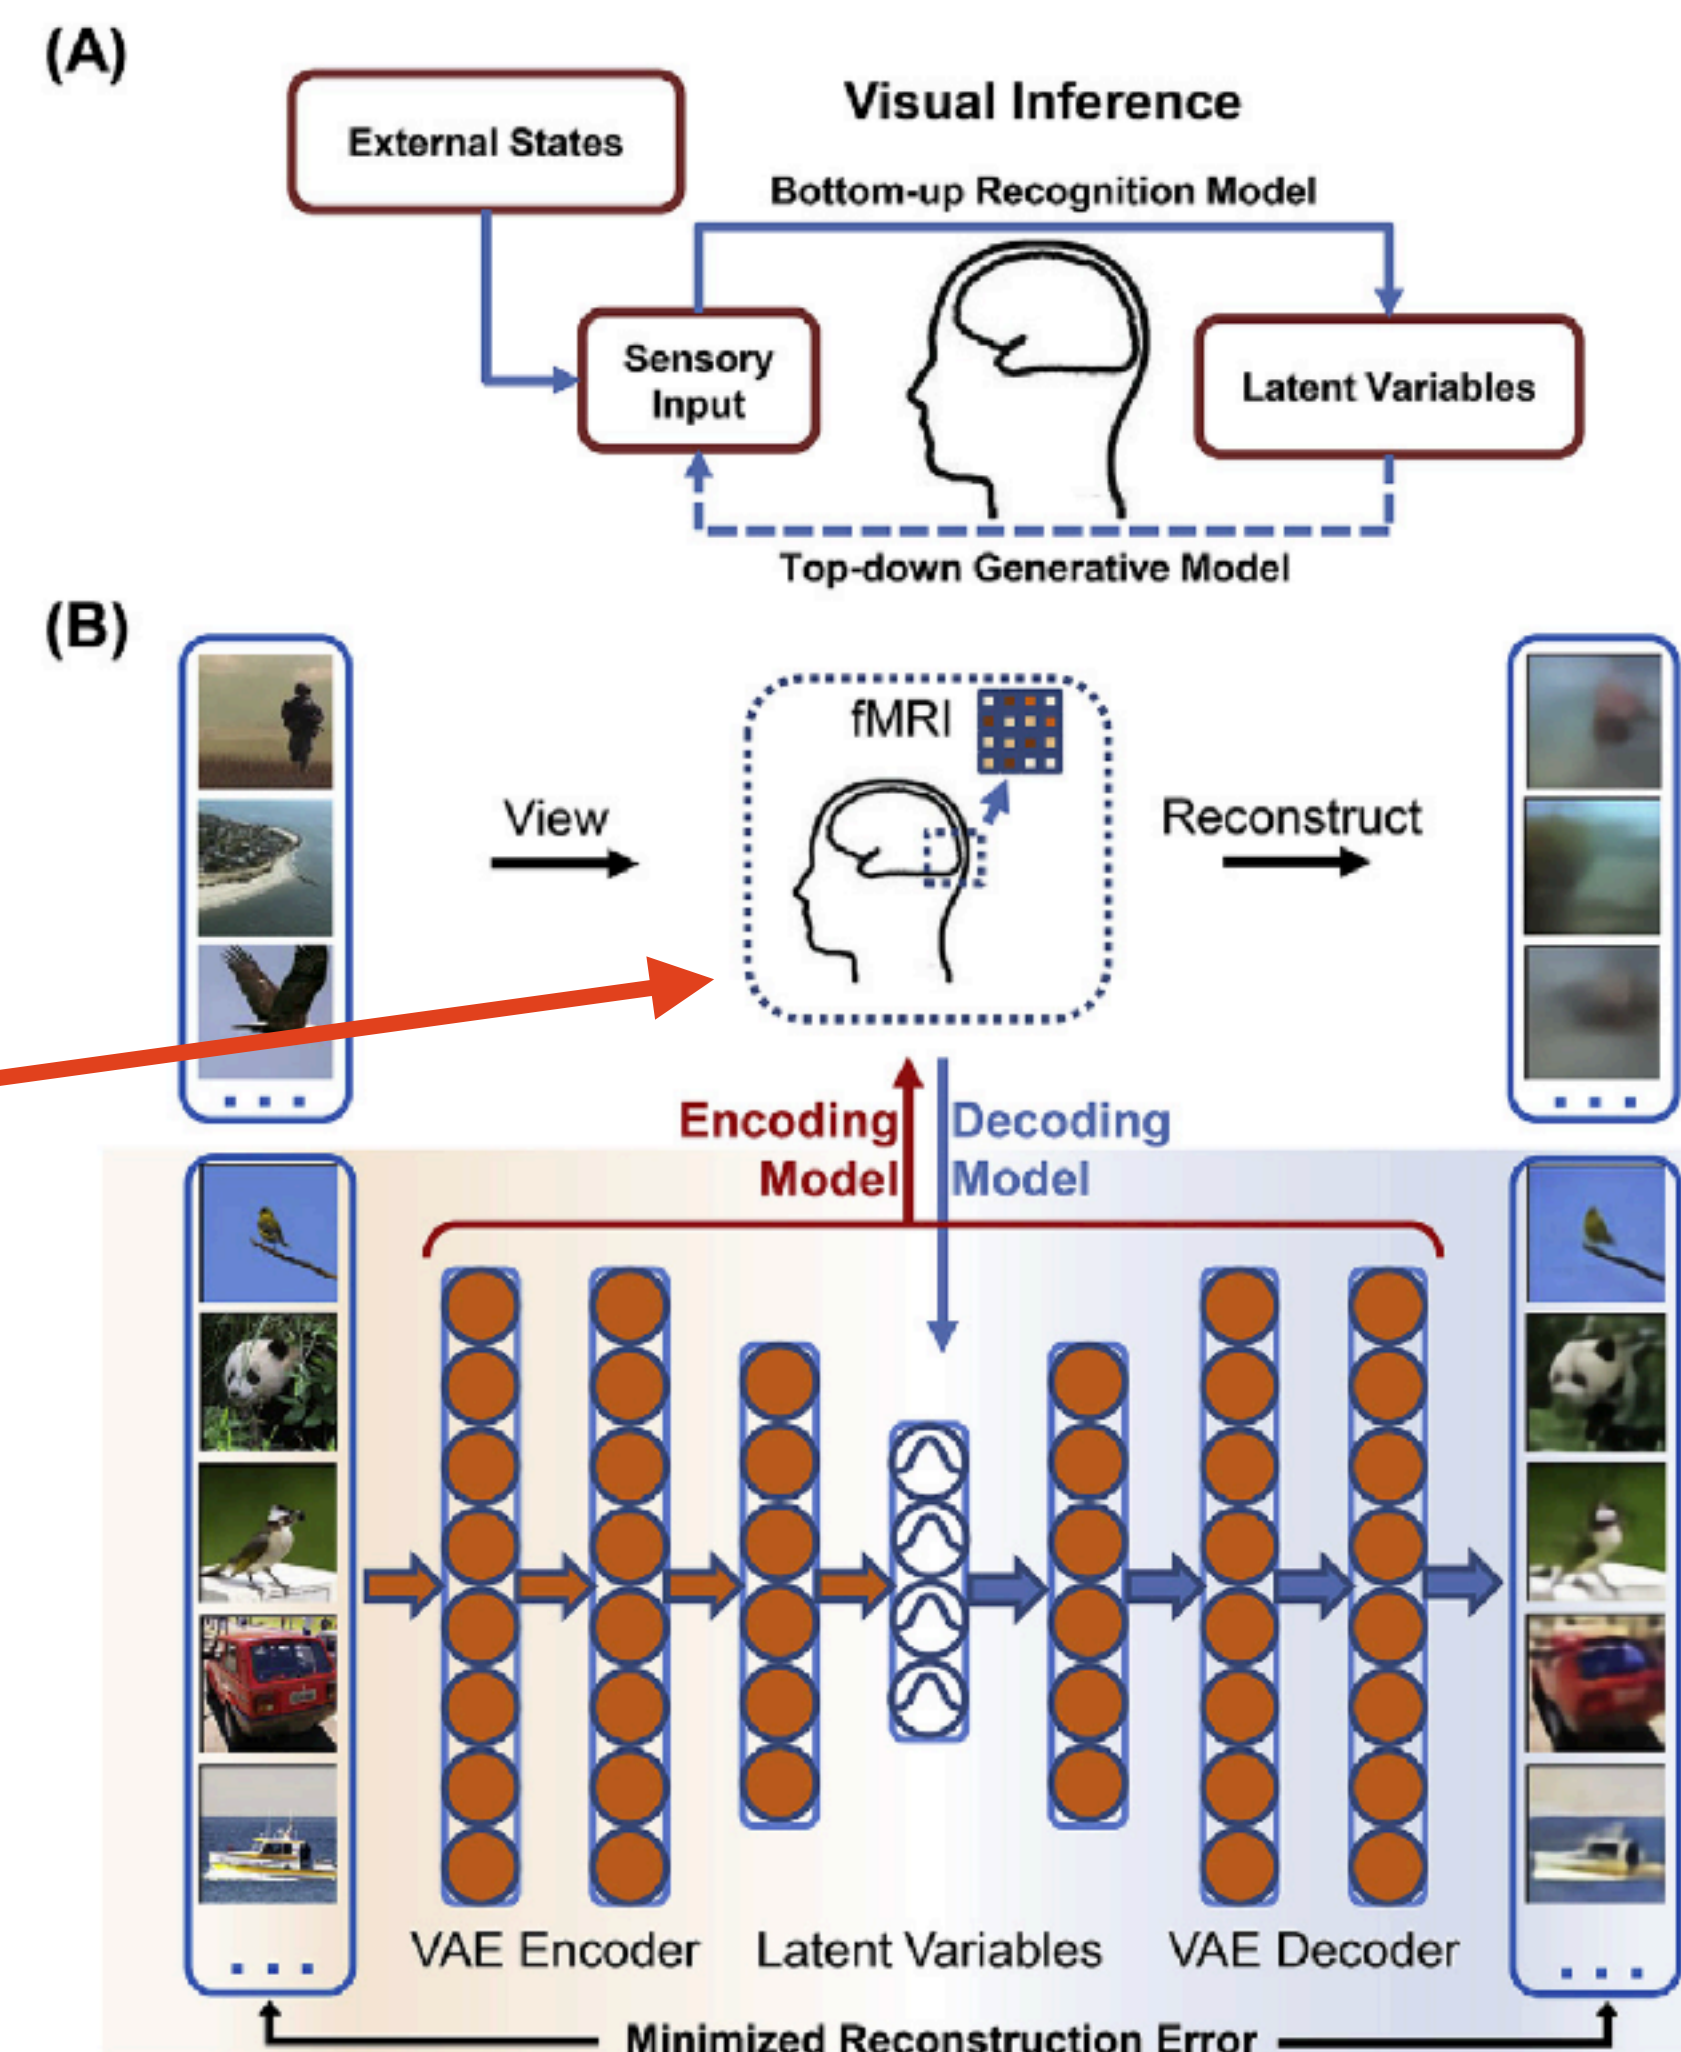 (A)
External States
Visual Inference
Bottom-up Recognition Model
Sensory
Input
Latent Variables
Top-down Generative Model
(B)
fMRI
View
Reconstruct
. . .
. . .
Encoding
Model
Decoding
Model
. . .
. . .
VAE Encoder
Latent Variables
VAE Decoder
Minimized Reconstruction Error